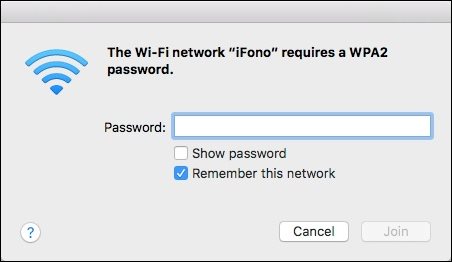 The Wi-Fi network “iFono” requires a WPA2
password.
Password:
Show password
Remember this network
?
Cancel
Join